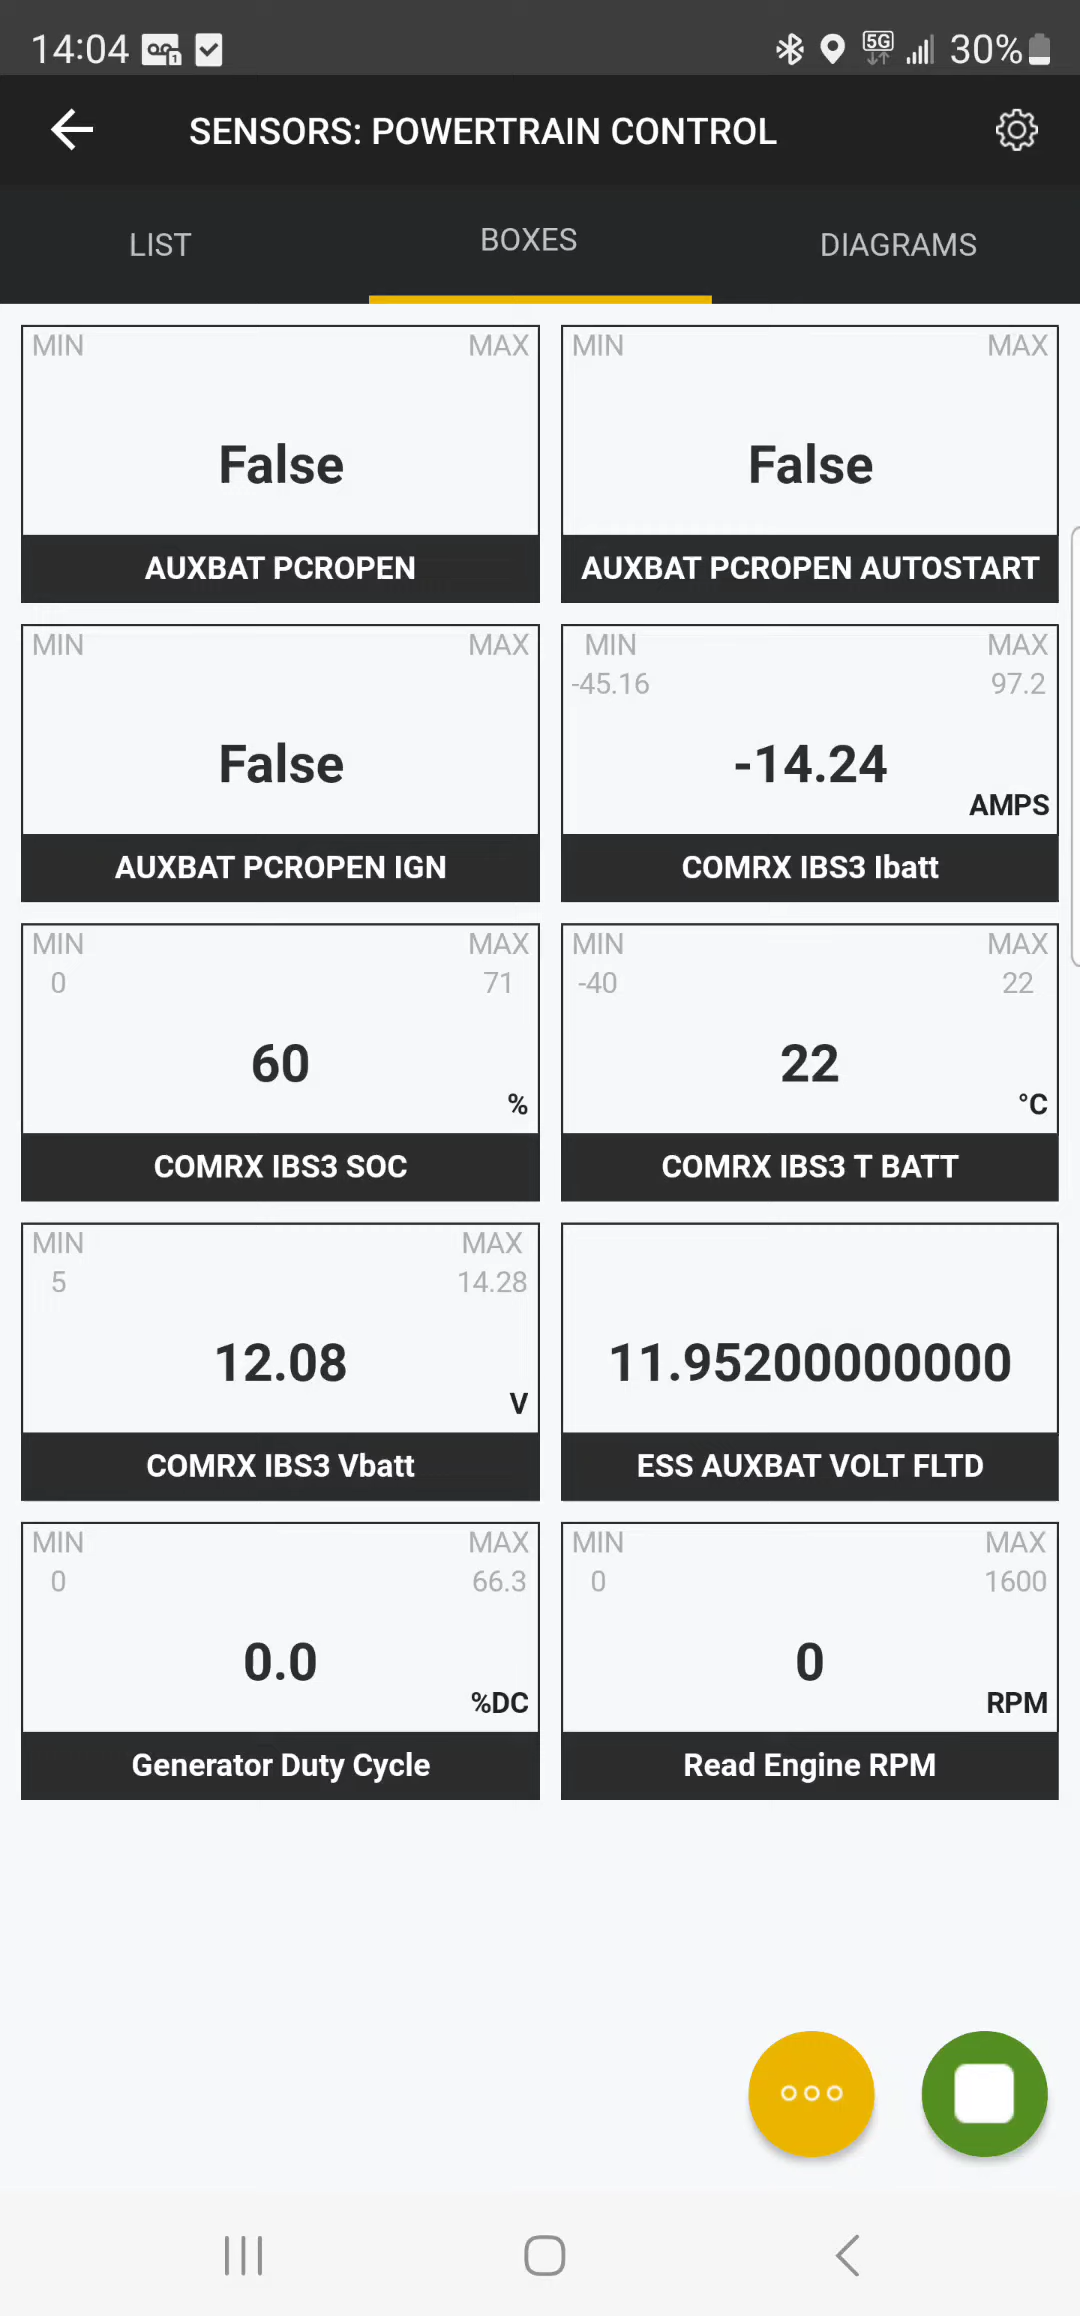 14:04
1
5G
30%
SENSORS: POWERTRAIN CONTROL
LIST BOXES DIAGRAMS
MIN MAX
False
AUXBAT PCROPEN
MIN MAX
False
AUXBAT PCROPEN AUTOSTART
MIN MAX
False
AUXBAT PCROPEN IGN
MIN MAX
-45.16 97.2
-14.24
AMPS
COMRX IBS3 Ibatt
MIN MAX
0 71
60
%
COMRX IBS3 SOC
MIN MAX
-40 22
22
°C
COMRX IBS3 T BATT
MIN MAX
5 14.28
12.08
V
COMRX IBS3 Vbatt
11.95200000000
ESS AUXBAT VOLT FLTD
MIN MAX
0 66.3
0.0
%DC
Generator Duty Cycle
MIN MAX
0 1600
0
RPM
Read Engine RPM